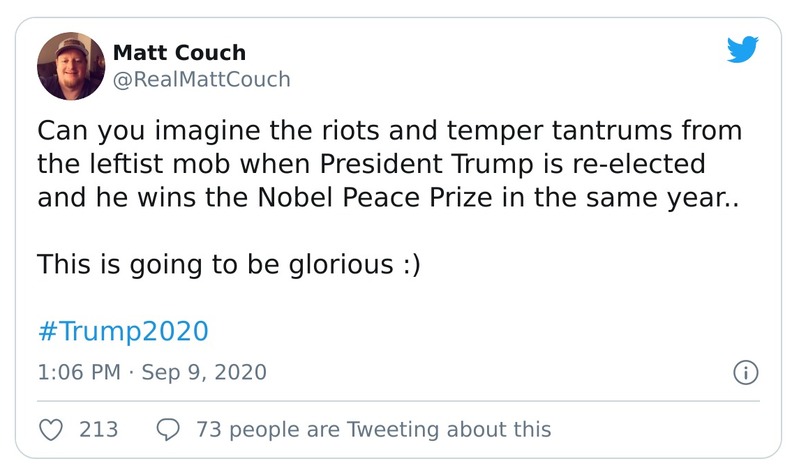 Matt Couch
@RealMattCouch
Can you imagine the riots and temper tantrums from
the leftist mob when President Trump is re-elected
and he wins the Nobel Peace Prize in the same year..
This is going to be glorious :)
#Trump2020
1:06 PM · Sep 9, 2020
213
73 people are Tweeting about this